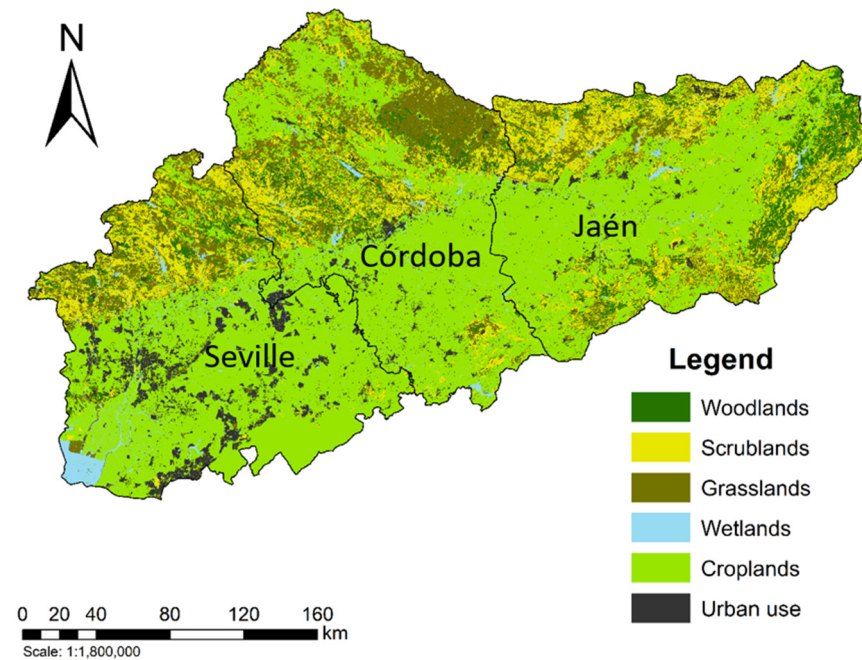 N
Córdoba
Jaén
Seville
Legend
Woodlands
Scrublands
Grasslands
Wetlands
Croplands
Urban use
0 10 20 40 80 120 160
km
Scale: 1:1,800,000